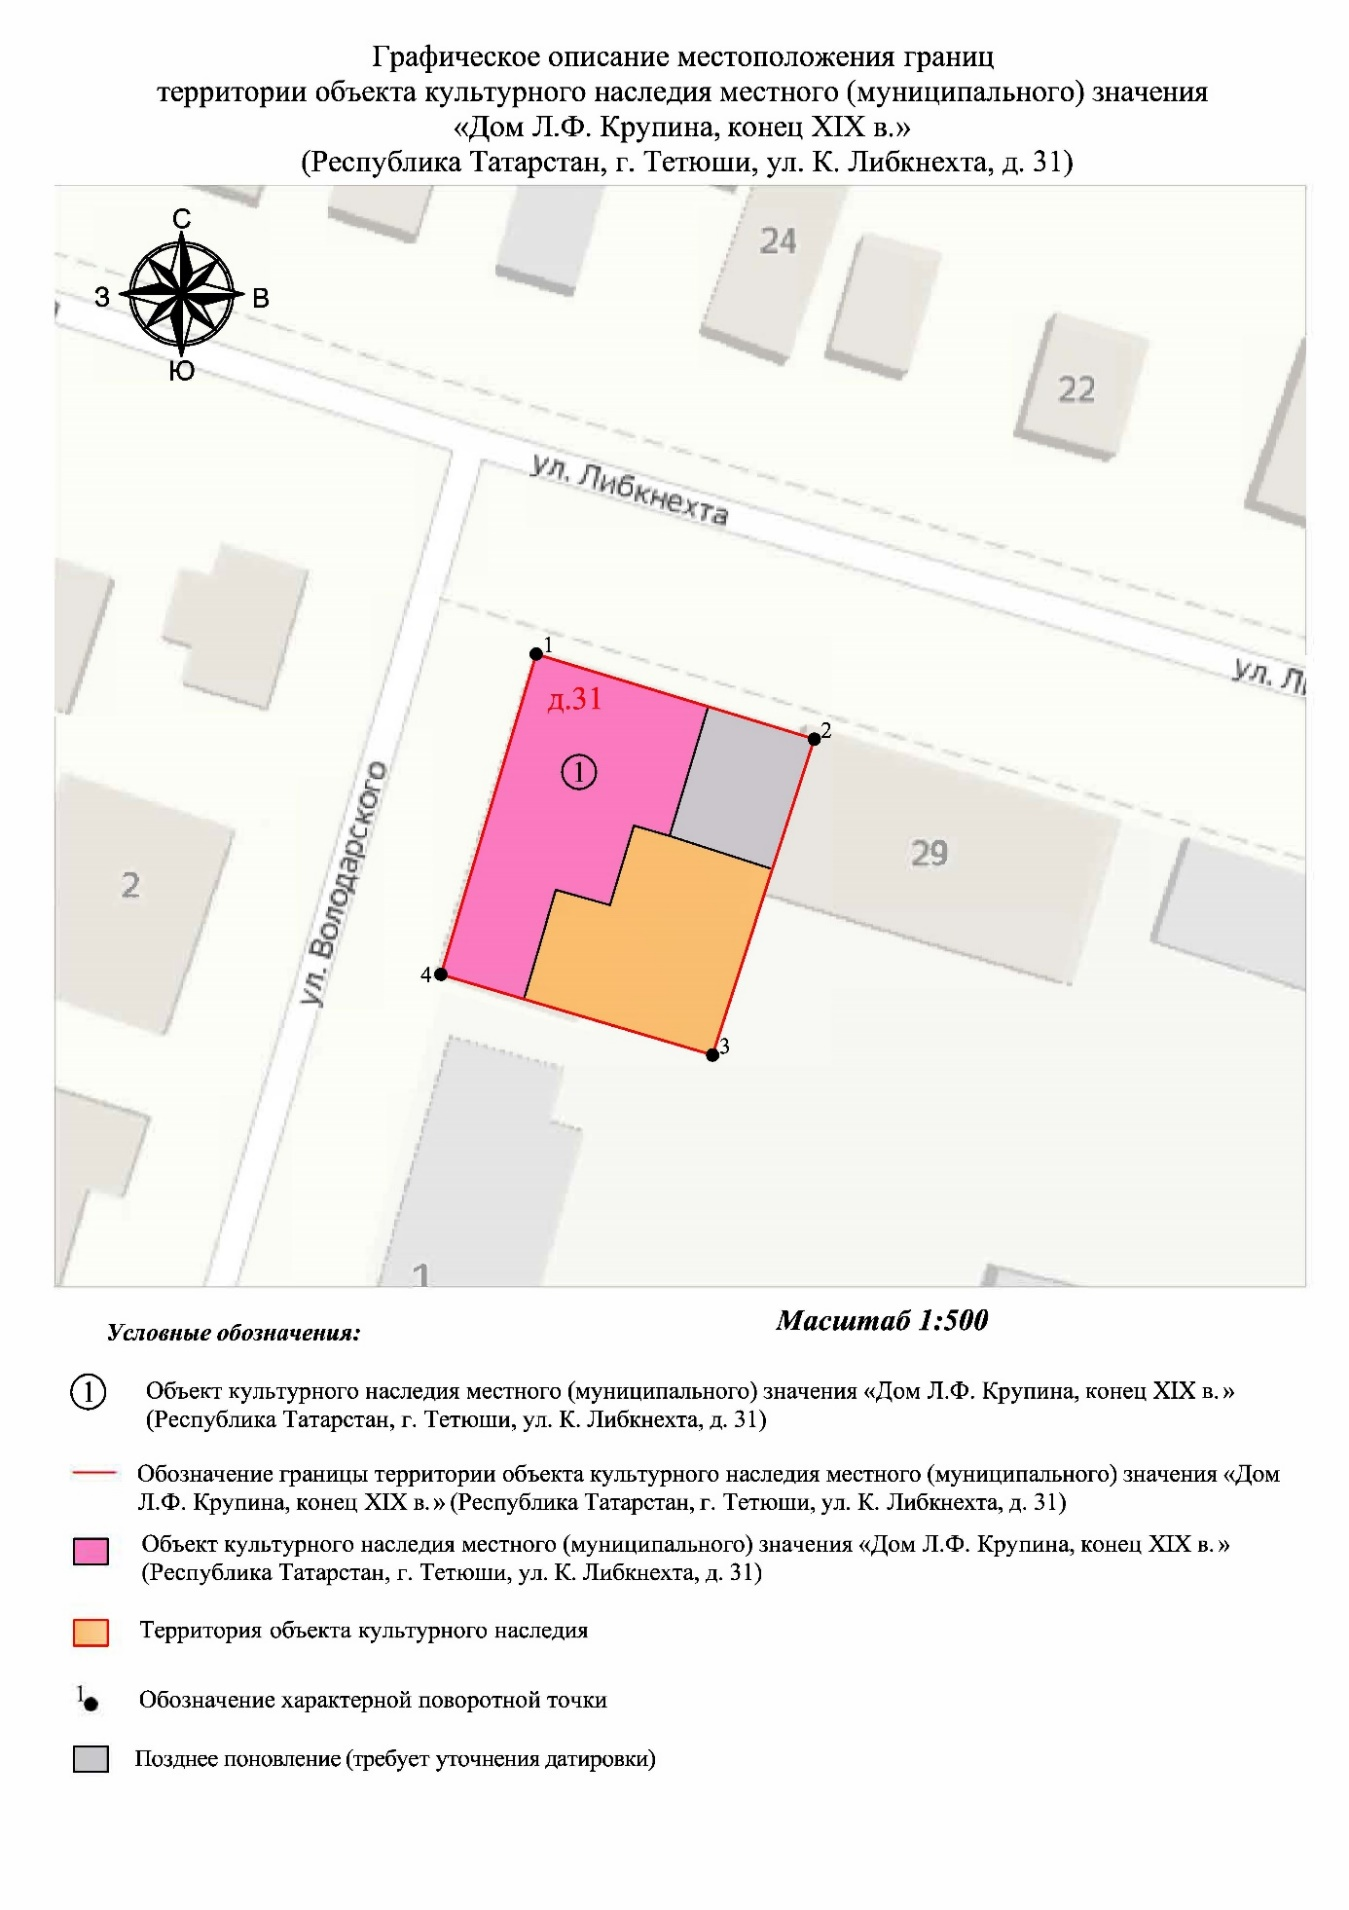 Графическое описание местоположения границ
территории объекта культурного наследия местного (муниципального) значения
«Дом Л.Ф. Крупина, конец XIX в.»
(Республика Татарстан, г. Тетюши, ул. К. Либкнехта, д. 31)
С
З
В
Ю
24
22
ул. Либкнехта
ул. Ли
1
д.31
2
1
29
ул. Володарского
2
4
3
1
Масштаб 1:500
Условные обозначения:
1 Объект культурного наследия местного (муниципального) значения «Дом Л.Ф. Крупина, конец XIX в.»
(Республика Татарстан, г. Тетюши, ул. К. Либкнехта, д. 31)
Обозначение границы территории объекта культурного наследия местного (муниципального) значения «Дом
Л.Ф. Крупина, конец XIX в.» (Республика Татарстан, г. Тетюши, ул. К. Либкнехта, д. 31)
Объект культурного наследия местного (муниципального) значения «Дом Л.Ф. Крупина, конец XIX в.»
(Республика Татарстан, г. Тетюши, ул. К. Либкнехта, д. 31)
Территория объекта культурного наследия
1 Обозначение характерной поворотной точки
Позднее поновление (требует уточнения датировки)